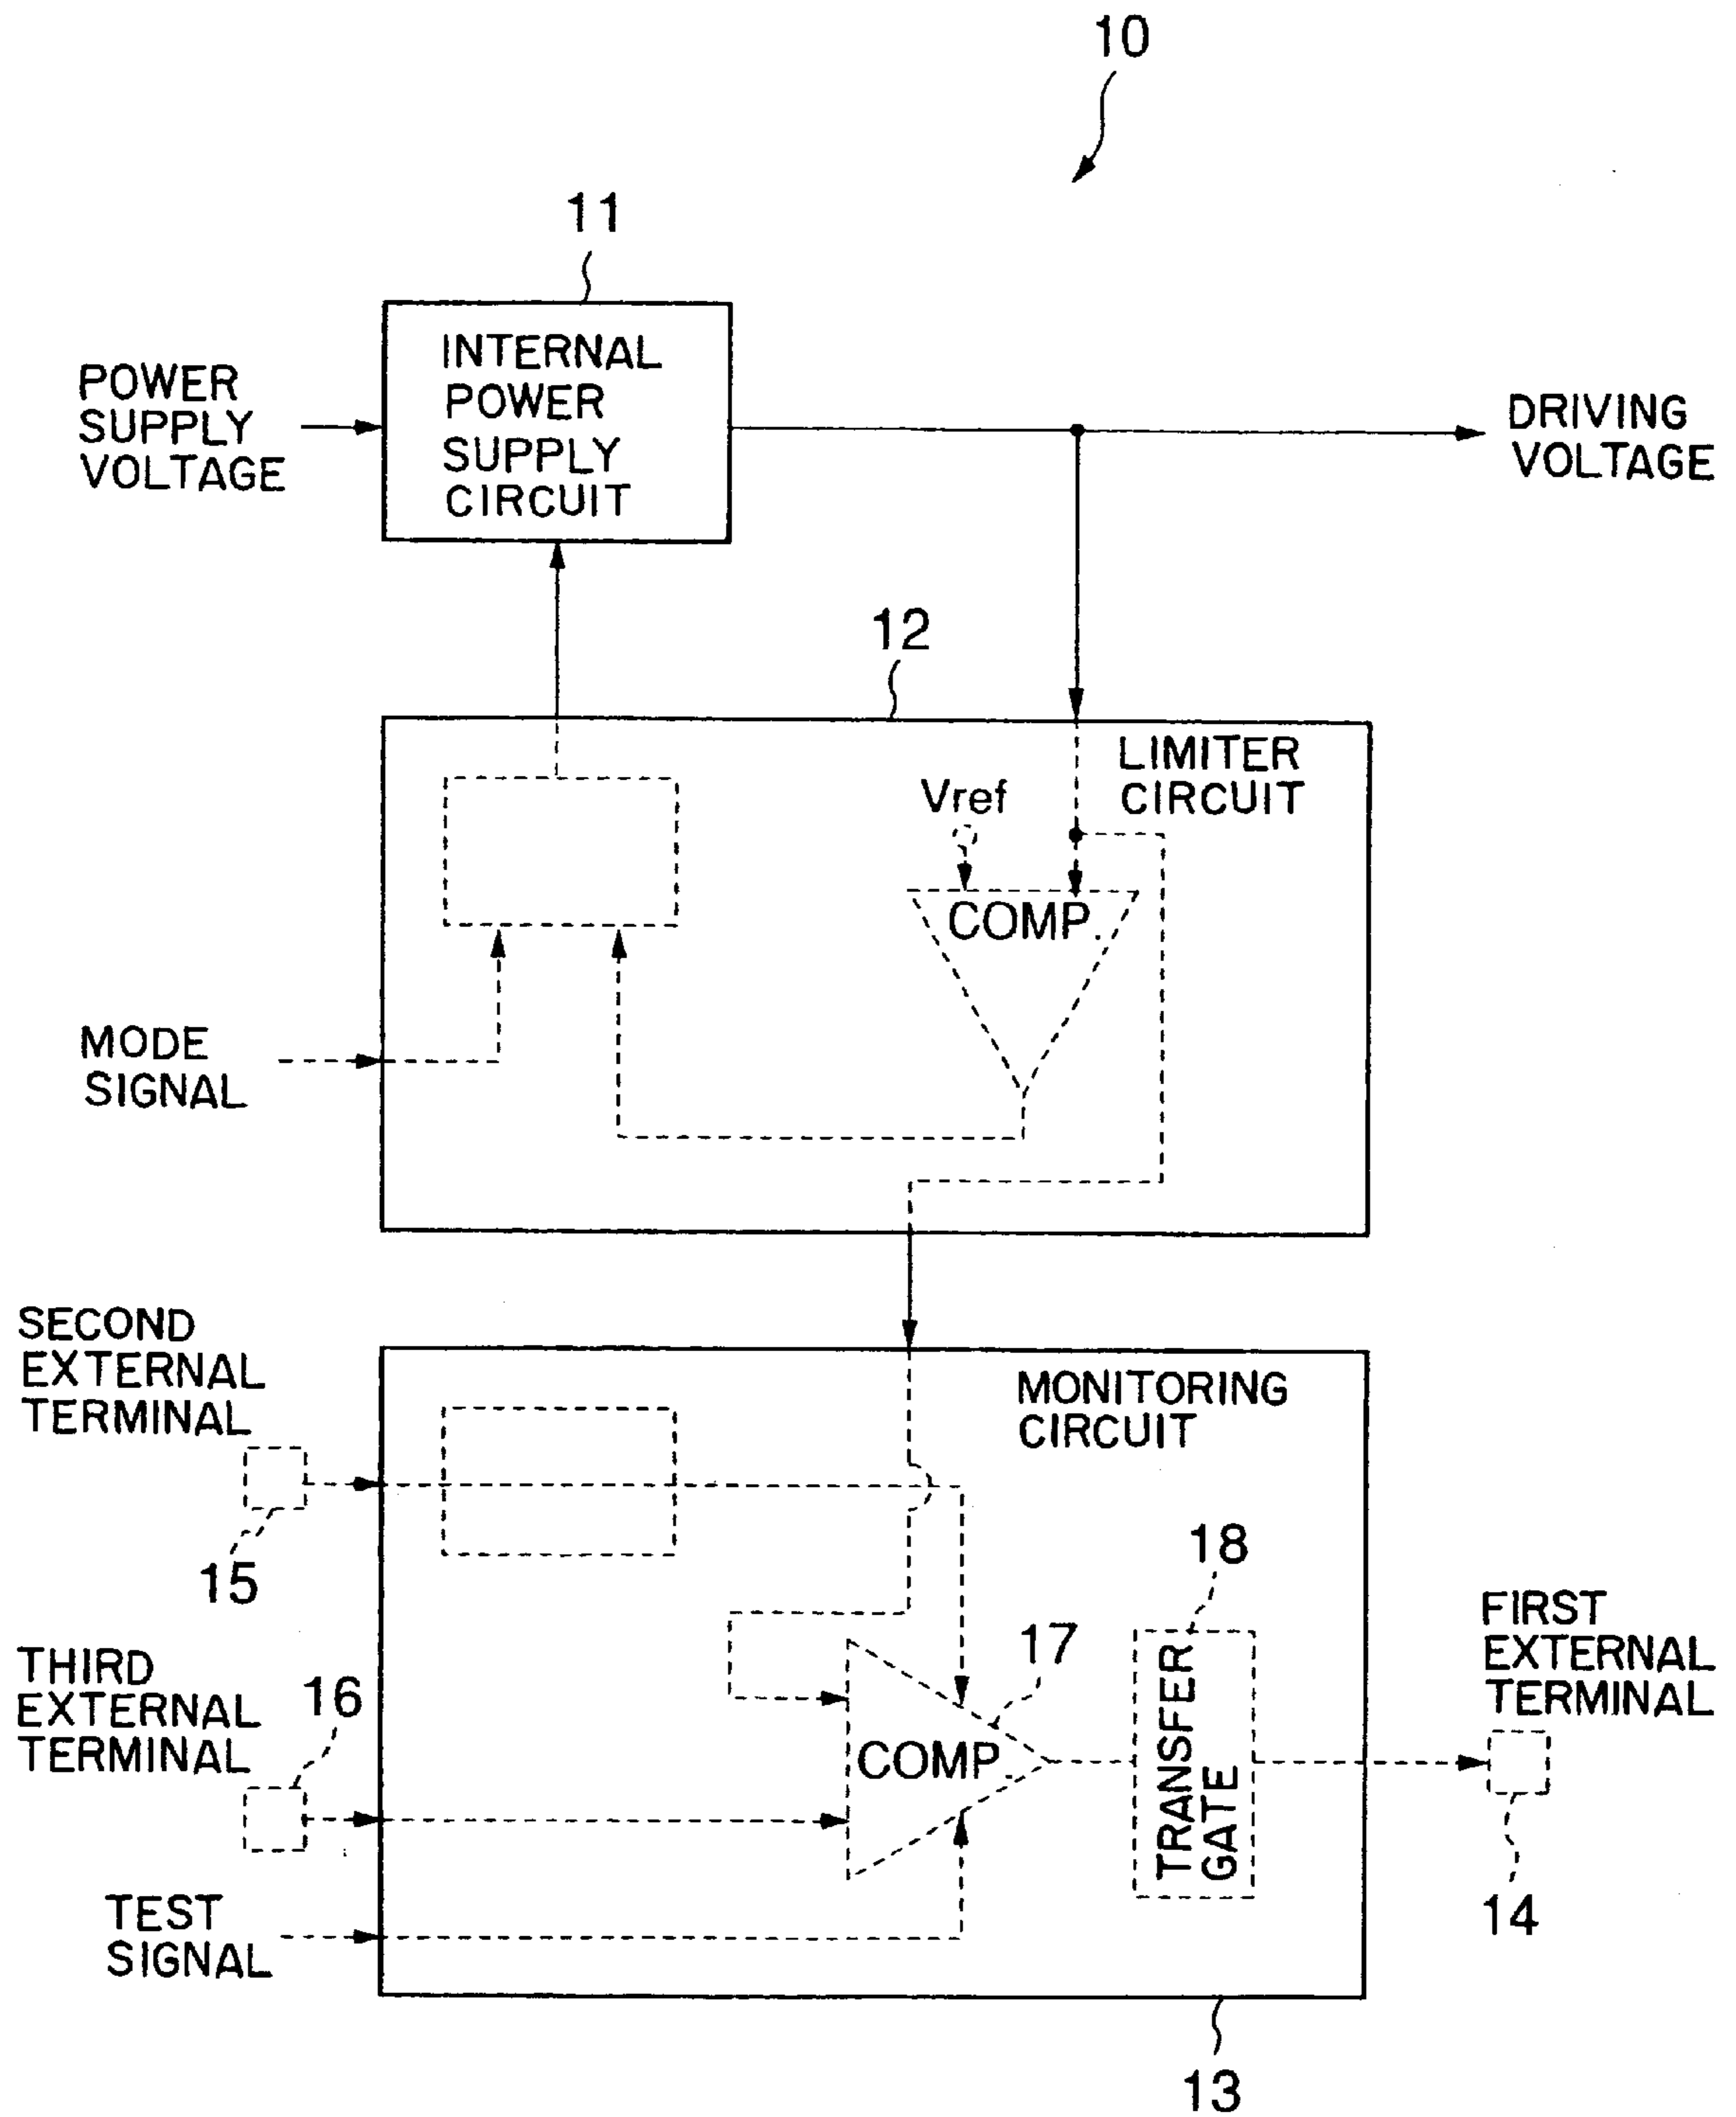 10
11
INTERNAL
POWER
SUPPLY
CIRCUIT
POWER
SUPPLY
VOLTAGE
DRIVING
VOLTAGE
12
LIMITER
CIRCUIT
Vref
COMP.
MODE
SIGNAL
SECOND
EXTERNAL
TERMINAL
MONITORING
CIRCUIT
15
18
17
FIRST
EXTERNAL
TERMINAL
THIRD
EXTERNAL
TERMINAL
16
COMP.
TRANSFER
GATE
14
TEST
SIGNAL
13